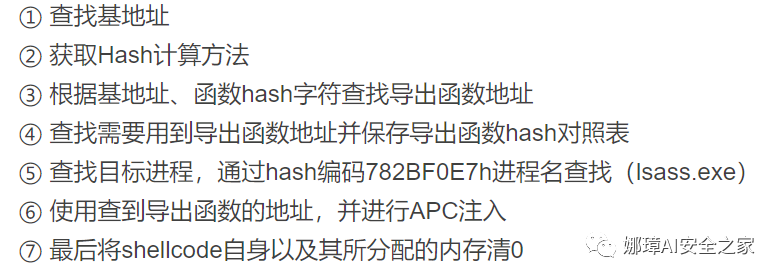 ① 查找基地址
② 获取Hash计算方法
③ 根据基地址、函数hash字符查找导出函数地址
④ 查找需要用到导出函数地址并保存导出函数hash对照表
⑤ 查找目标进程，通过hash编码782BF0E7h进程名查找（lsass.exe）
⑥ 使用查到导出函数的地址，并进行APC注入
⑦ 最后将shellcode自身以及其所分配的内存清0
娜璋AI安全之家